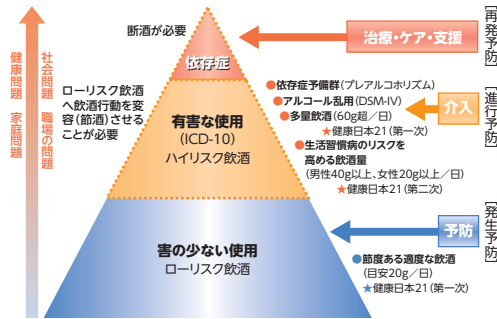 断酒が必要
依存症
治療・ケア・支援
[再発予防]
健康問題 家庭問題
社会問題 職場の問題
ローリスク飲酒
へ飲酒行動を変
容（節酒）させる
ことが必要
有害な使用
(ICD-10)
ハイリスク飲酒
●依存症予備群（プレアルコホリズム）
●アルコール乱用(DSM-IV)
●多量飲酒（60g超／日）
★健康日本21（第一次）
●生活習慣病のリスクを
高める飲酒量
（男性40g以上、女性20g以上／日）
★健康日本21（第二次）
介入
[進行予防]
害の少ない使用
ローリスク飲酒
予防
[発生予防]
●節度ある適度な飲酒
（目安20g／日）
★健康日本21（第一次）